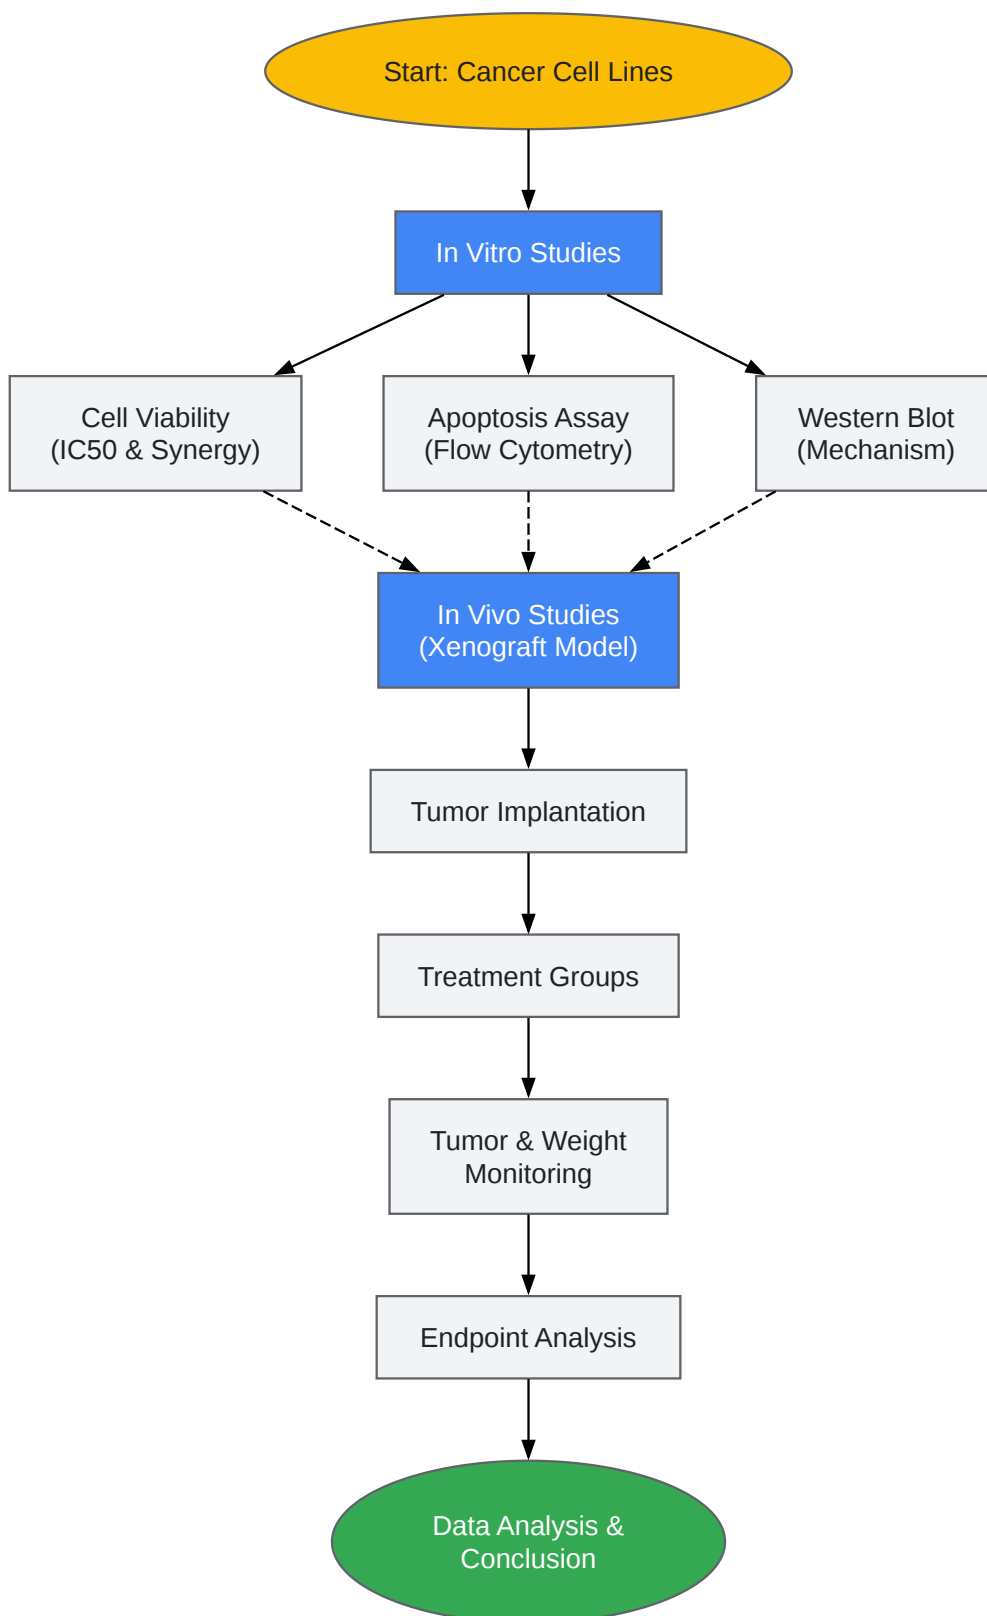 Start: Cancer Cell Lines
In Vitro Studies
Cell Viability
(IC50 & Synergy)
Apoptosis Assay
(Flow Cytometry)
Western Blot
(Mechanism)
In Vivo Studies
(Xenograft Model)
Tumor Implantation
Treatment Groups
Tumor & Weight
Monitoring
Endpoint Analysis
Data Analysis &
Conclusion